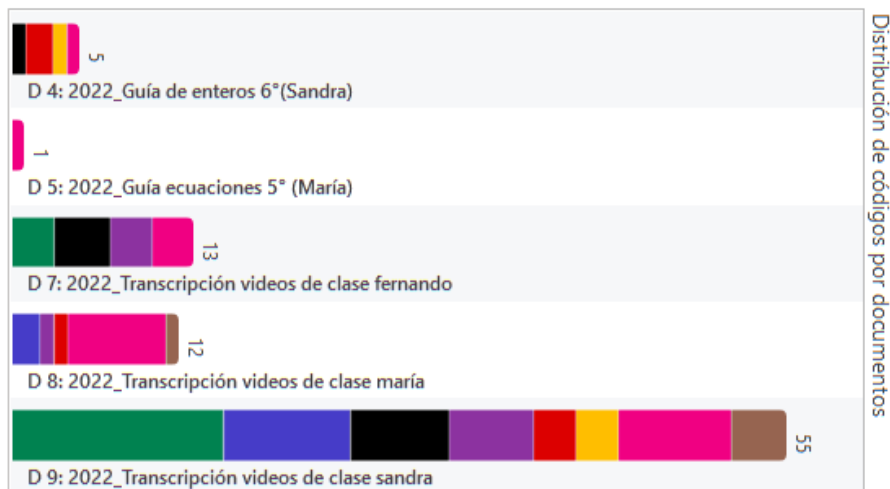 Distribución de códigos por documentos
5
D 4: 2022_Guía de enteros 6°(Sandra)
1
D 5: 2022_Guía ecuaciones 5° (María)
13
D 7: 2022_Transcripción videos de clase fernando
12
D 8: 2022_Transcripción videos de clase maría
55
D 9: 2022_Transcripción videos de clase sandra